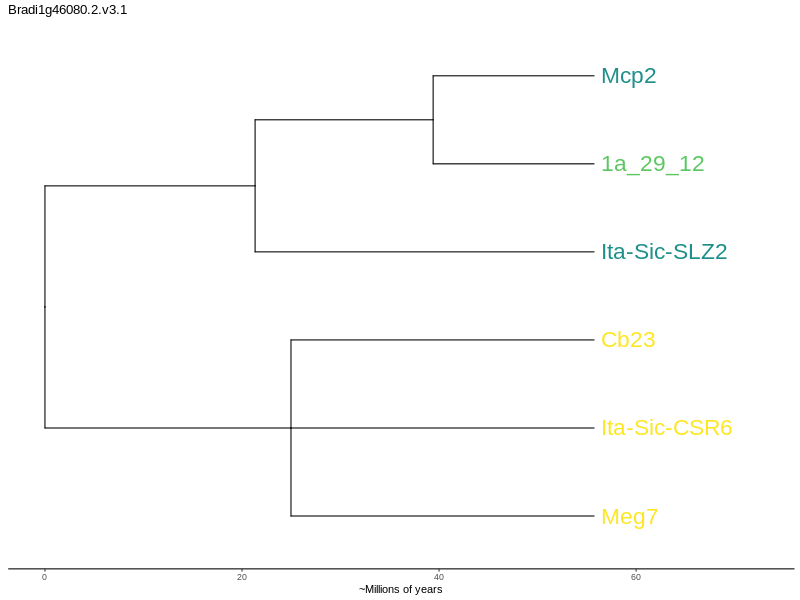 Bradi1g46080.2.v3.1
Mcp2
1a_29_12
Ita-Sic-SLZ2
Cb23
Ita-Sic-CSR6
Meg7
0 20 40 60
~Millions of years